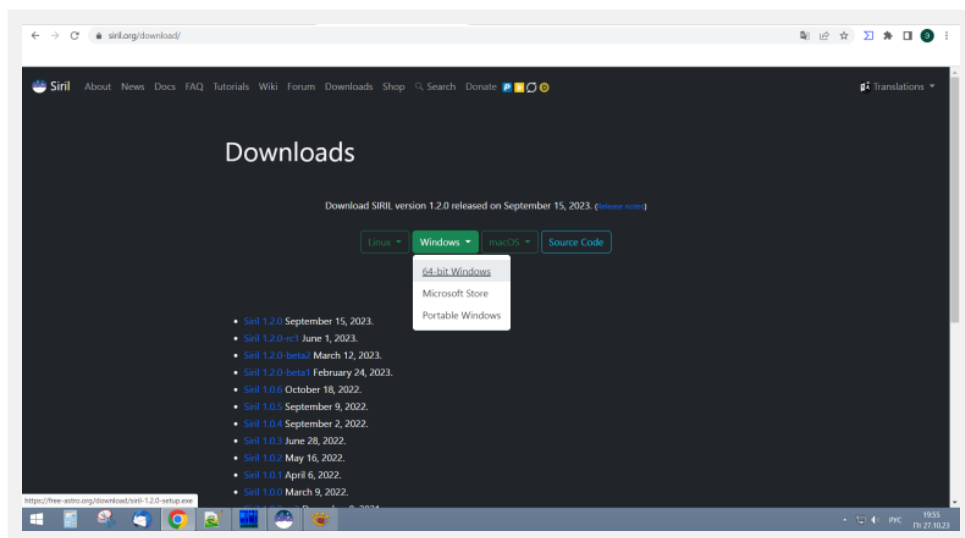 siril.org/download/
Siril About News Docs FAQ Tutorials Wiki Forum Downloads Shop Search Donate Translations
Downloads
Download SIRIL version 1.2.0 released on September 15, 2023. (Release notes)
Linux Windows macOS Source Code
64-bit Windows
Microsoft Store
Portable Windows
Siril 1.2.0 September 15, 2023.
Siril 1.2.0-rc1 June 1, 2023.
Siril 1.2.0-beta2 March 12, 2023.
Siril 1.2.0-beta1 February 24, 2023.
Siril 1.0.6 October 18, 2022.
Siril 1.0.5 September 9, 2022.
Siril 1.0.4 September 2, 2022.
Siril 1.0.3 June 28, 2022.
Siril 1.0.2 May 16, 2022.
Siril 1.0.1 April 6, 2022.
Siril 1.0.0 March 9, 2022.
https://free-astro.org/download/siril-1.2.0-setup.exe
РУС
19:55
Пт 27.10.23